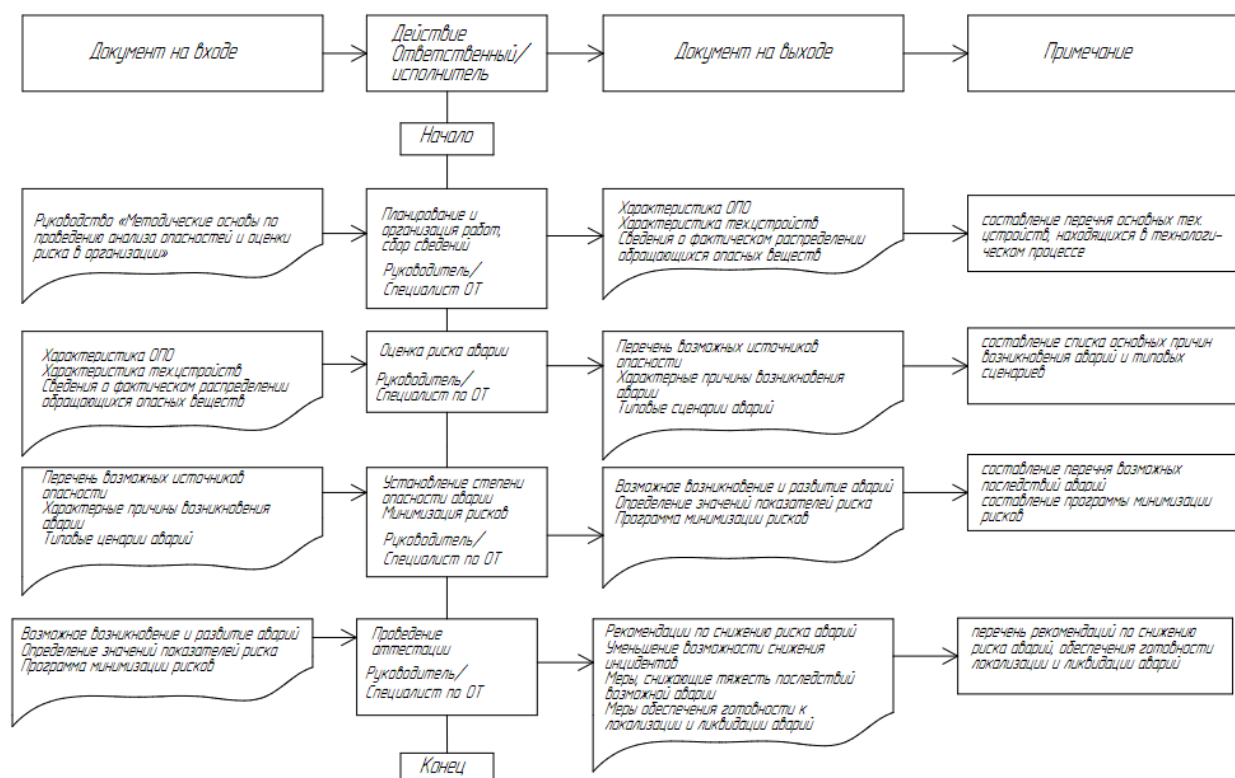 Документ на входе
Действие
Ответственный/
исполнитель
Документ на выходе
Примечание
Начало
Руководство «Методические основы по
проведению анализа опасностей и оценки
риска в организации»
Планирование и
организация работ,
сбор сведений
Руководитель/
Специалист ОТ
Характеристика ОПО
Характеристика тех.устройств
Сведения о фактическом распределении
обращающихся опасных веществ
составление перечня основных тех.
устройств, находящихся в технологи-
ческом процессе
Характеристика ОПО
Характеристика тех.устройств
Сведения о фактическом распределении
обращающихся опасных веществ
Оценка риска аварии
Руководитель/
Специалист по ОТ
Перечень возможных источников
опасности
Характерные причины возникновения
аварии
Типовые сценарии аварий
составление списка основных причин
возникновения аварий и типовых
сценариев
Перечень возможных источников
опасности
Характерные причины возникновения
аварии
Типовые ценарии аварий
Установление степени
опасности аварии
Минимизация рисков
Руководитель/
Специалист по ОТ
Возможное возникновение и развитие аварий
Определение значений показателей риска
Программа минимизации рисков
составление перечня возможных
последствий аварий
составление программы минимизации
рисков
Возможное возникновение и развитие аварий
Определение значений показателей риска
Программа минимизации рисков
Проведение
аттестации
Руководитель/
Специалист по ОТ
Рекомендации по снижению риска аварий
Уменьшение возможности снижения
инцидентов
Меры, снижающие тяжесть последствий
возможной аварии
Меры обеспечения готовности к
локализации и ликвидации аварий
перечень рекомендаций по снижению
риска аварий, обеспечения готовности
локализации и ликвидации аварий
Конец